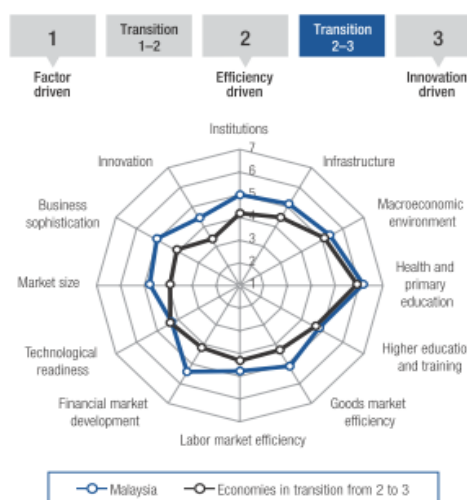 1
Transition
1–2
2
Transition
2–3
3
Factor
driven
Efficiency
driven
Innovation
driven
Institutions
7
6
5
4
3
2
1
Innovation
Infrastructure
Business
sophistication
Macroeconomic
environment
Market size
Health and
primary
education
Technological
readiness
Higher education
and training
Financial market
development
Goods market
efficiency
Labor market efficiency
Malaysia
Economies in transition from 2 to 3